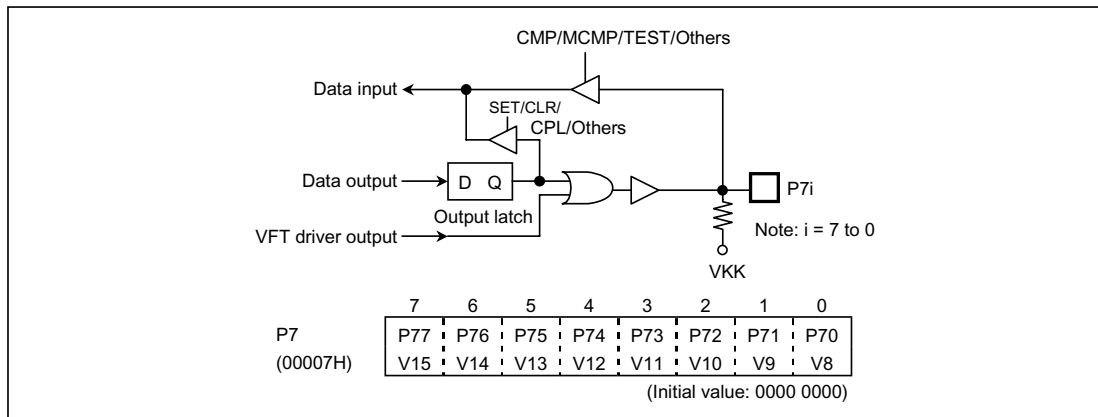 CMP/MCMP/TEST/Others
Data input
SET/CLR/
CPL/Others
Data output
D Q
P7i
Output latch
Note: i = 7 to 0
VFT driver output
VKK
7 6 5 4 3 2 1 0
P7 P77 P76 P75 P74 P73 P72 P71 P70
(00007H) V15 V14 V13 V12 V11 V10 V9 V8
(Initial value: 0000 0000)